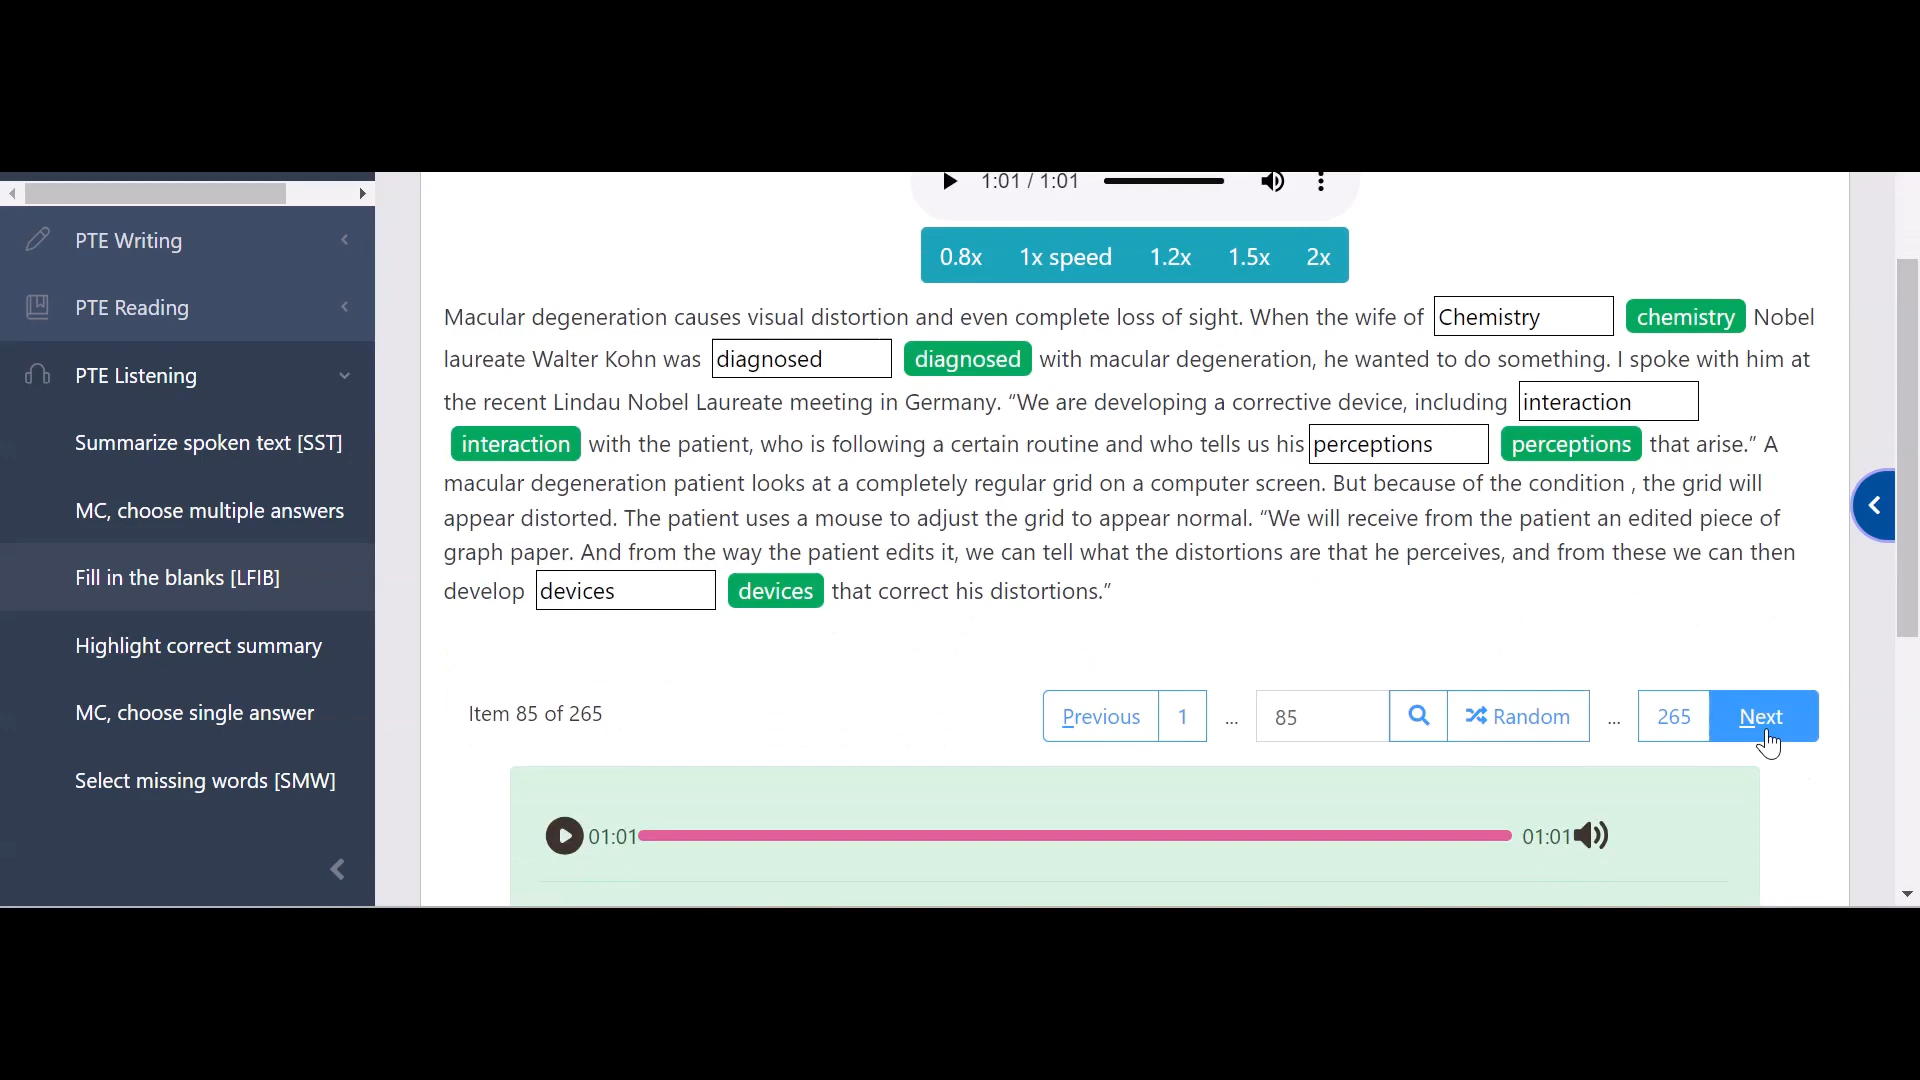 PTE Writing
PTE Reading
PTE Listening
Summarize spoken text [SST]
MC, choose multiple answers
Fill in the blanks [LFIB]
Highlight correct summary
MC, choose single answer
Select missing words [SMW]
1:01 / 1:01
0.8x 1x speed 1.2x 1.5x 2x
Macular degeneration causes visual distortion and even complete loss of sight. When the wife of Chemistry chemistry Nobel
laureate Walter Kohn was diagnosed diagnosed with macular degeneration, he wanted to do something. I spoke with him at
the recent Lindau Nobel Laureate meeting in Germany. “We are developing a corrective device, including interaction
interaction with the patient, who is following a certain routine and who tells us his perceptions perceptions that arise.” A
macular degeneration patient looks at a completely regular grid on a computer screen. But because of the condition , the grid will
appear distorted. The patient uses a mouse to adjust the grid to appear normal. “We will receive from the patient an edited piece of
graph paper. And from the way the patient edits it, we can tell what the distortions are that he perceives, and from these we can then
develop devices devices that correct his distortions.”
Item 85 of 265
Previous 1 ... 85 Random ... 265 Next
01:01 01:01